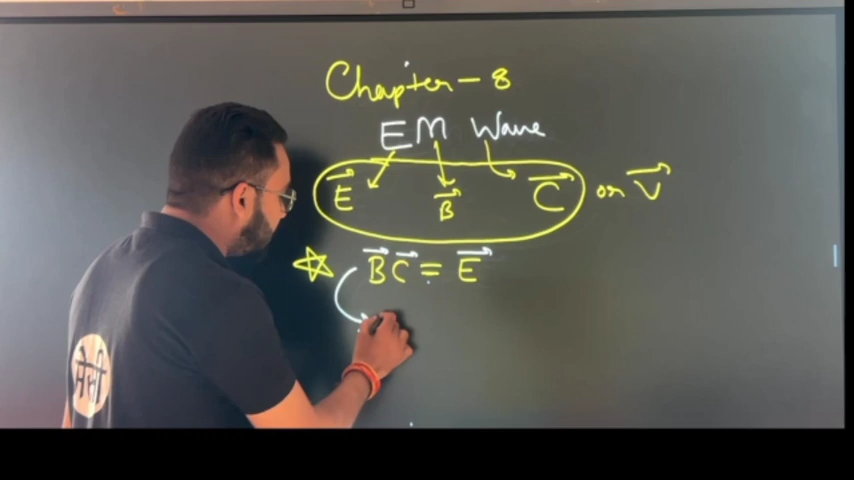 Chapter - 8
EM Wave
E⃗ B⃗ C⃗ or V⃗
☆ B⃗ C⃗ = E⃗
मैसी